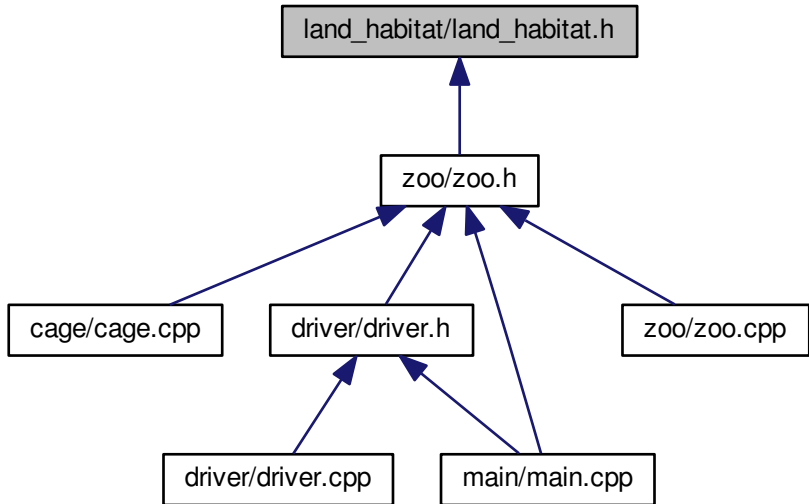 land_habitat/land_habitat.h
zoo/zoo.h
cage/cage.cpp
driver/driver.h
zoo/zoo.cpp
driver/driver.cpp
main/main.cpp